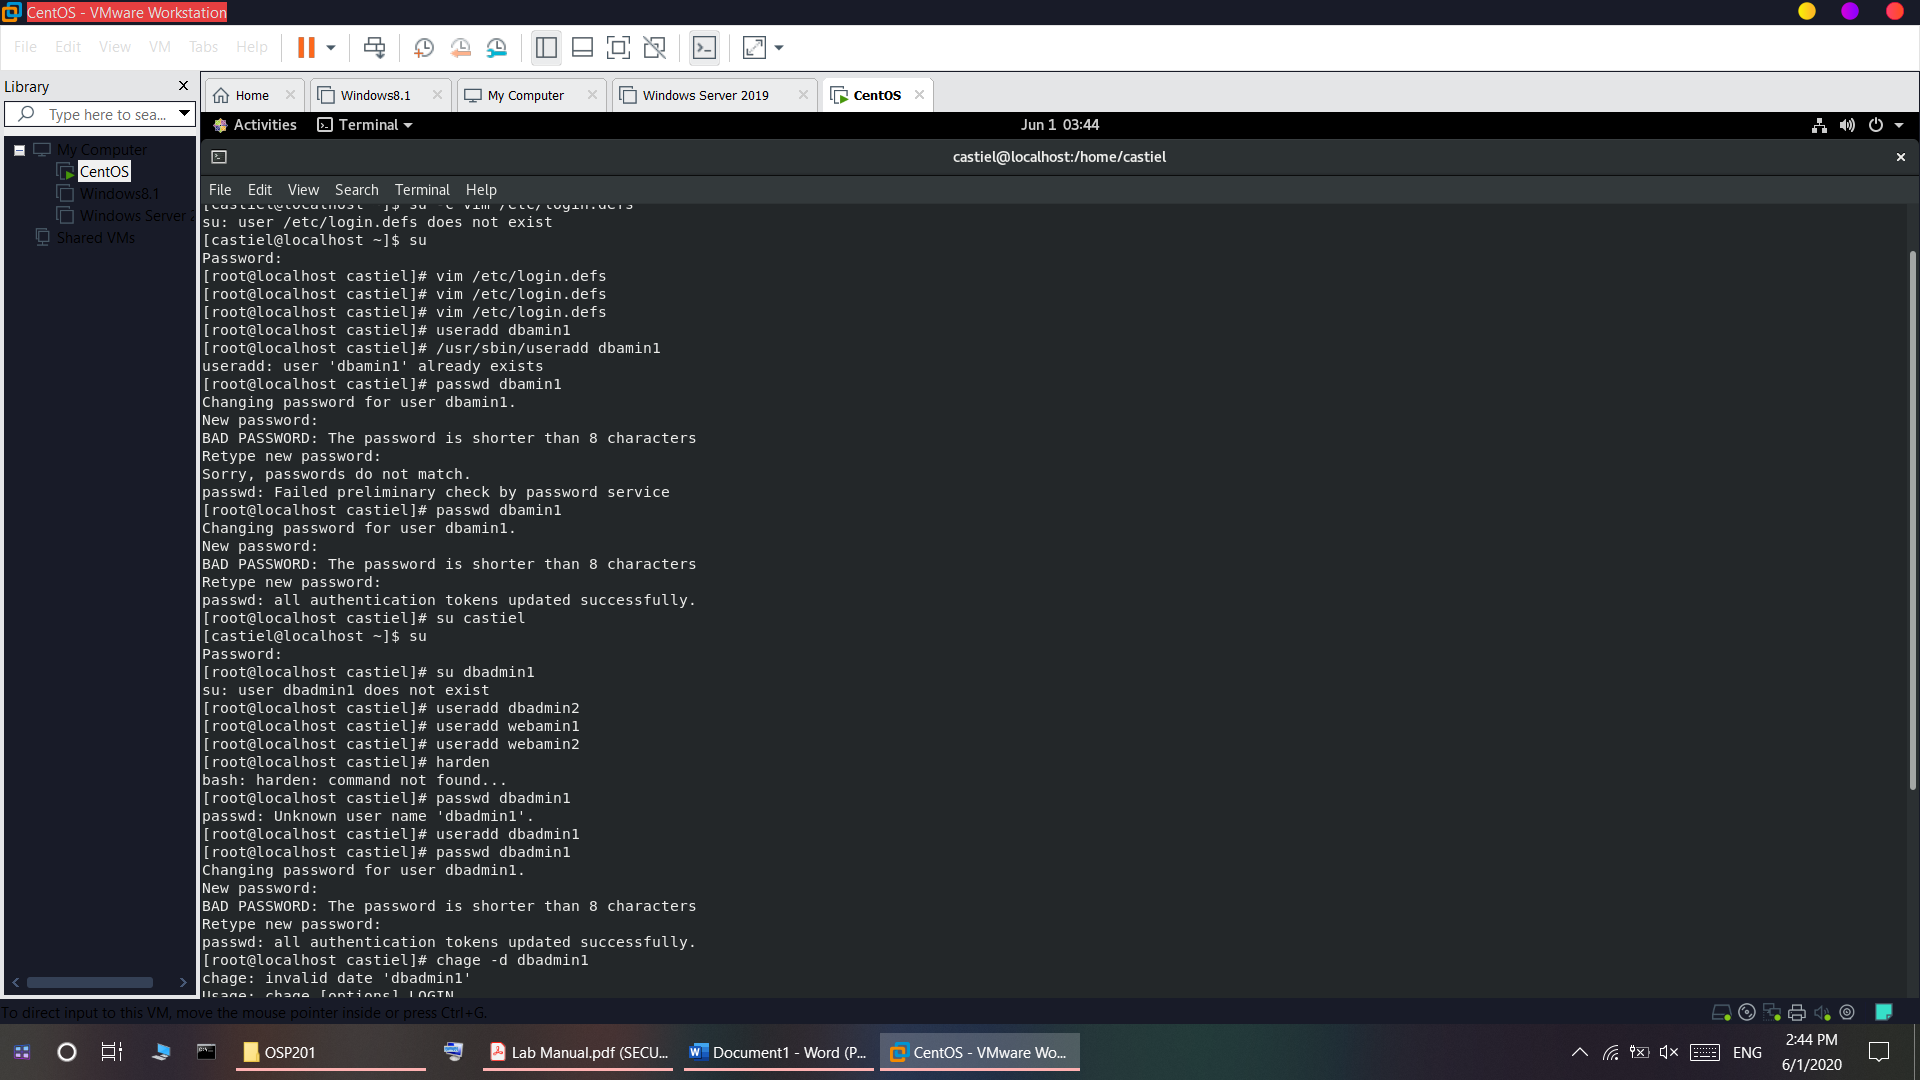 CentOS - VMware Workstation
File Edit View VM Tabs Help
Library
Type here to sea...
My Computer
CentOS
Windows8.1
Windows Server 2
Shared VMs
Home
Windows8.1
My Computer
Windows Server 2019
CentOS
Activities
Terminal
Jun 1 03:44
castiel@localhost:/home/castiel
File Edit View Search Terminal Help
[castiel@localhost ~]$ su -c vim /etc/login.defs
su: user /etc/login.defs does not exist
[castiel@localhost ~]$ su
Password:
[root@localhost castiel]# vim /etc/login.defs
[root@localhost castiel]# vim /etc/login.defs
[root@localhost castiel]# vim /etc/login.defs
[root@localhost castiel]# useradd dbamin1
[root@localhost castiel]# /usr/sbin/useradd dbamin1
useradd: user 'dbamin1' already exists
[root@localhost castiel]# passwd dbamin1
Changing password for user dbamin1.
New password:
BAD PASSWORD: The password is shorter than 8 characters
Retype new password:
Sorry, passwords do not match.
passwd: Failed preliminary check by password service
[root@localhost castiel]# passwd dbamin1
Changing password for user dbamin1.
New password:
BAD PASSWORD: The password is shorter than 8 characters
Retype new password:
passwd: all authentication tokens updated successfully.
[root@localhost castiel]# su castiel
[castiel@localhost ~]$ su
Password:
[root@localhost castiel]# su dbadmin1
su: user dbadmin1 does not exist
[root@localhost castiel]# useradd dbadmin2
[root@localhost castiel]# useradd webamin1
[root@localhost castiel]# useradd webamin2
[root@localhost castiel]# harden
bash: harden: command not found...
[root@localhost castiel]# passwd dbadmin1
passwd: Unknown user name 'dbadmin1'.
[root@localhost castiel]# useradd dbadmin1
[root@localhost castiel]# passwd dbadmin1
Changing password for user dbadmin1.
New password:
BAD PASSWORD: The password is shorter than 8 characters
Retype new password:
passwd: all authentication tokens updated successfully.
[root@localhost castiel]# chage -d dbadmin1
chage: invalid date 'dbadmin1'
Usage: chage [options] LOGIN
To direct input to this VM, move the mouse pointer inside or press Ctrl+G.
OSP201
Lab Manual.pdf (SECU...
Document1 - Word (P...
CentOS - VMware Wo...
ENG
2:44 PM
6/1/2020